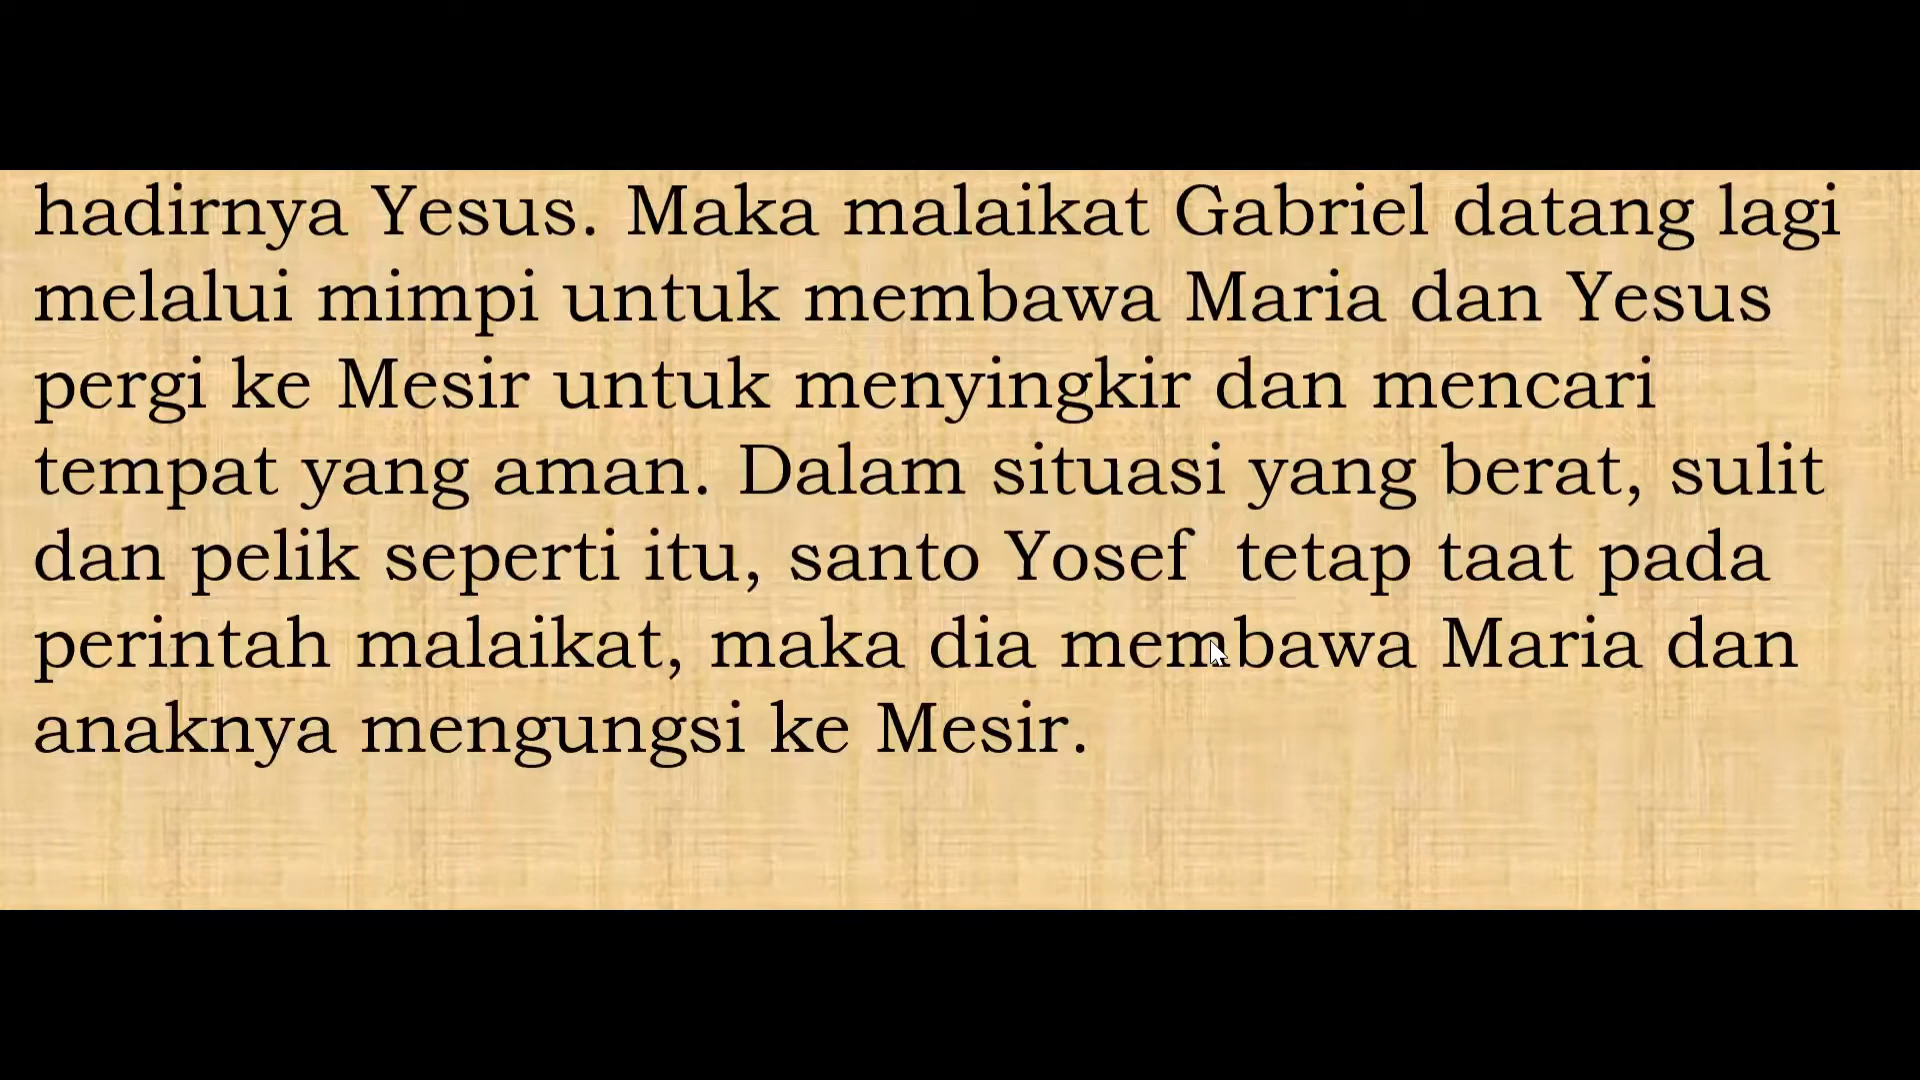 hadirnya Yesus. Maka malaikat Gabriel datang lagi
melalui mimpi untuk membawa Maria dan Yesus
pergi ke Mesir untuk menyingkir dan mencari
tempat yang aman. Dalam situasi yang berat, sulit
dan pelik seperti itu, santo Yosef  tetap taat pada
perintah malaikat, maka dia membawa Maria dan
anaknya mengungsi ke Mesir.